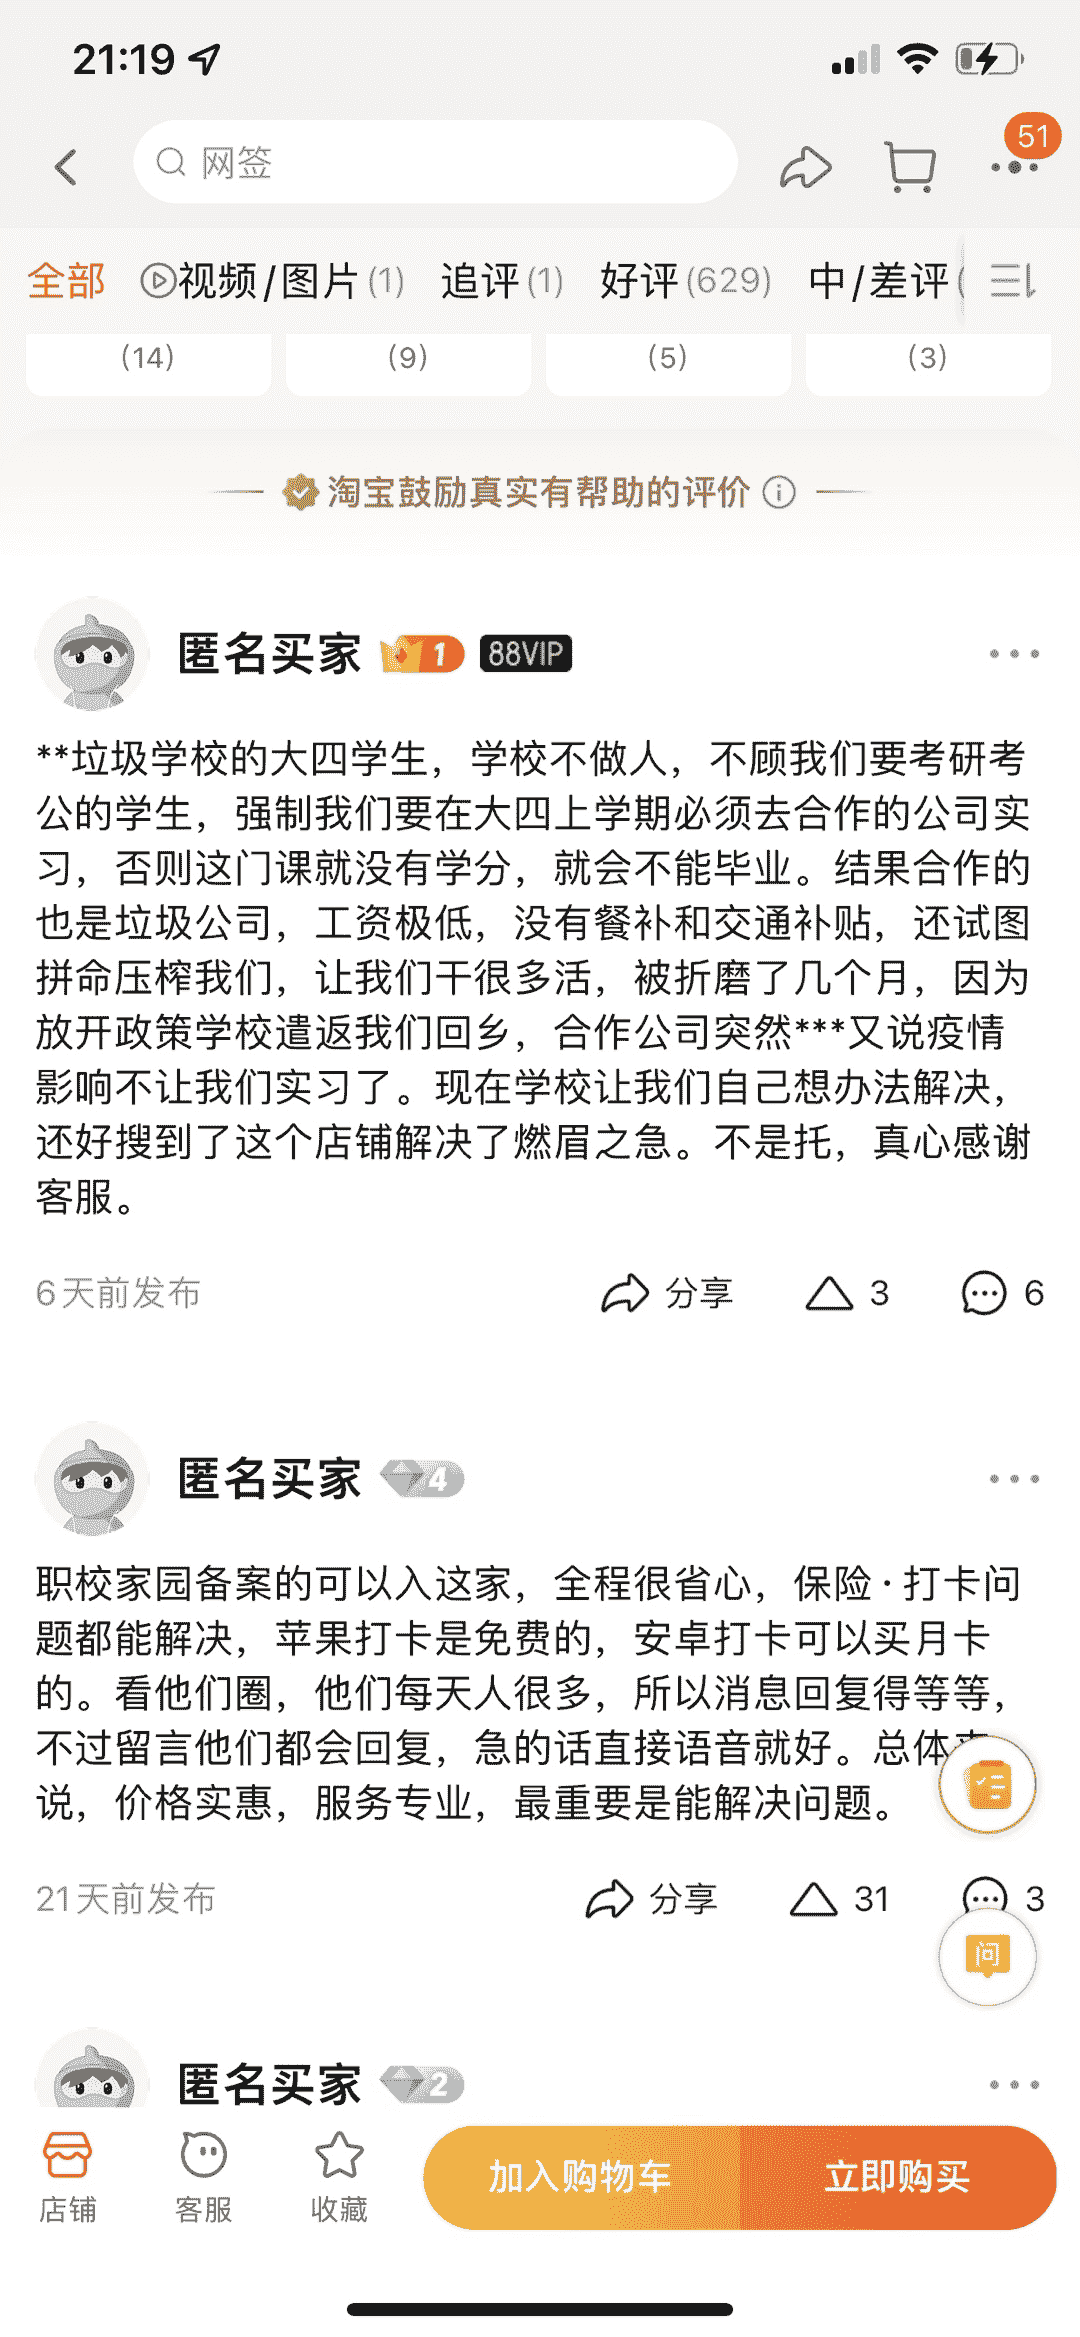 21:19
51
网签
全部 视频/图片(1) 追评(1) 好评(629) 中/差评(
(14) (9) (5) (3)
淘宝鼓励真实有帮助的评价
匿名买家 1 88VIP
**垃圾学校的大四学生，学校不做人，不顾我们要考研考
公的学生，强制我们要在大四上学期必须去合作的公司实
习，否则这门课就没有学分，就会不能毕业。结果合作的
也是垃圾公司，工资极低，没有餐补和交通补贴，还试图
拼命压榨我们，让我们干很多活，被折磨了几个月，因为
放开政策学校遣返我们回乡，合作公司突然***又说疫情
影响不让我们实习了。现在学校让我们自己想办法解决，
还好搜到了这个店铺解决了燃眉之急。不是托，真心感谢
客服。
6天前发布 分享 3 6
匿名买家 4
职校家园备案的可以入这家，全程很省心，保险·打卡问
题都能解决，苹果打卡是免费的，安卓打卡可以买月卡
的。看他们圈，他们每天人很多，所以消息回复得等等，
不过留言他们都会回复，急的话直接语音就好。总体来
说，价格实惠，服务专业，最重要是能解决问题。
21天前发布 分享 31 3
问
匿名买家 2
店铺 客服 收藏 加入购物车 立即购买